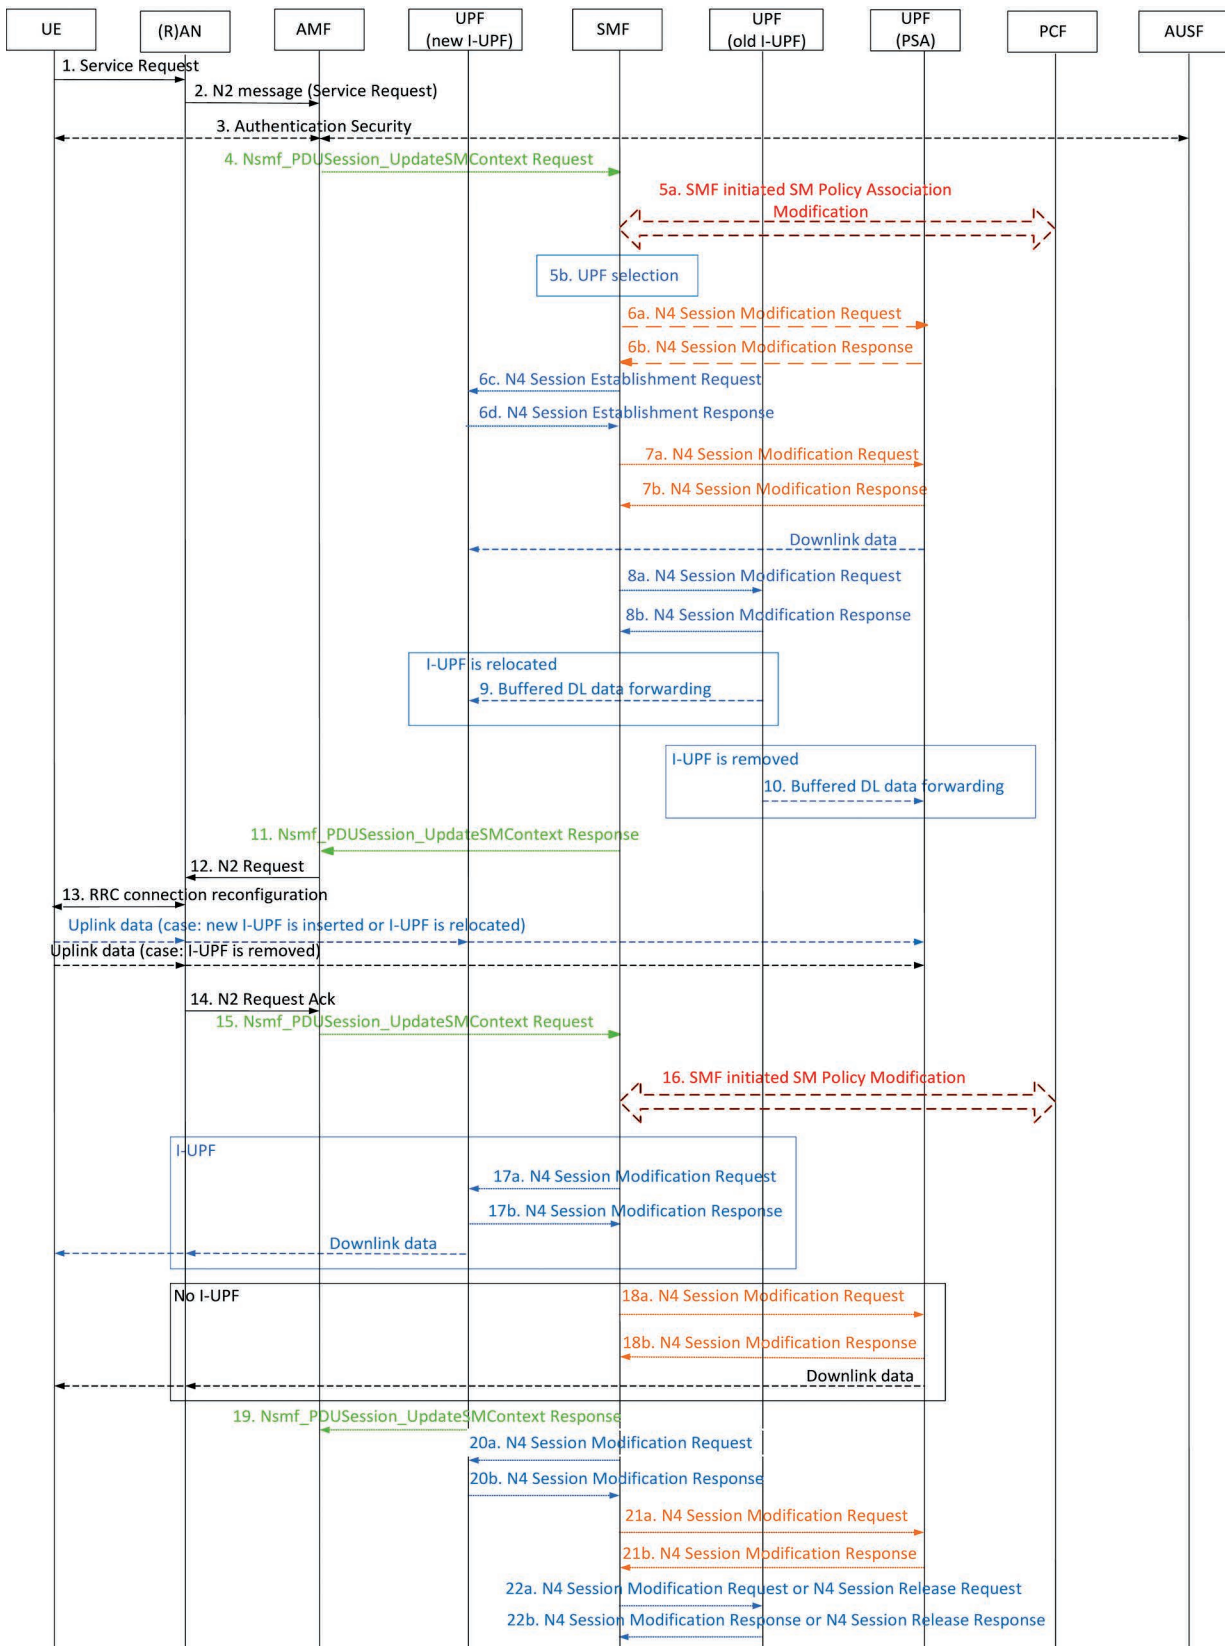 UE
(R)AN
AMF
UPF
(new I-UPF)
SMF
UPF
(old I-UPF)
UPF
(PSA)
PCF
AUSF
1. Service Request
2. N2 message (Service Request)
3. Authentication Security
4. Nsmf_PDUSession_UpdateSMContext Request
5a. SMF initiated SM Policy Association
Modification
5b. UPF selection
6a. N4 Session Modification Request
6b. N4 Session Modification Response
6c. N4 Session Establishment Request
6d. N4 Session Establishment Response
7a. N4 Session Modification Request
7b. N4 Session Modification Response
Downlink data
8a. N4 Session Modification Request
8b. N4 Session Modification Response
I-UPF is relocated
9. Buffered DL data forwarding
I-UPF is removed
10. Buffered DL data forwarding
11. Nsmf_PDUSession_UpdateSMContext Response
12. N2 Request
13. RRC connection reconfiguration
Uplink data (case: new I-UPF is inserted or I-UPF is relocated)
Uplink data (case: I-UPF is removed)
14. N2 Request Ack
15. Nsmf_PDUSession_UpdateSMContext Request
16. SMF initiated SM Policy Modification
I-UPF
17a. N4 Session Modification Request
17b. N4 Session Modification Response
Downlink data
No I-UPF
18a. N4 Session Modification Request
18b. N4 Session Modification Response
Downlink data
19. Nsmf_PDUSession_UpdateSMContext Response
20a. N4 Session Modification Request
20b. N4 Session Modification Response
21a. N4 Session Modification Request
21b. N4 Session Modification Response
22a. N4 Session Modification Request or N4 Session Release Request
22b. N4 Session Modification Response or N4 Session Release Response